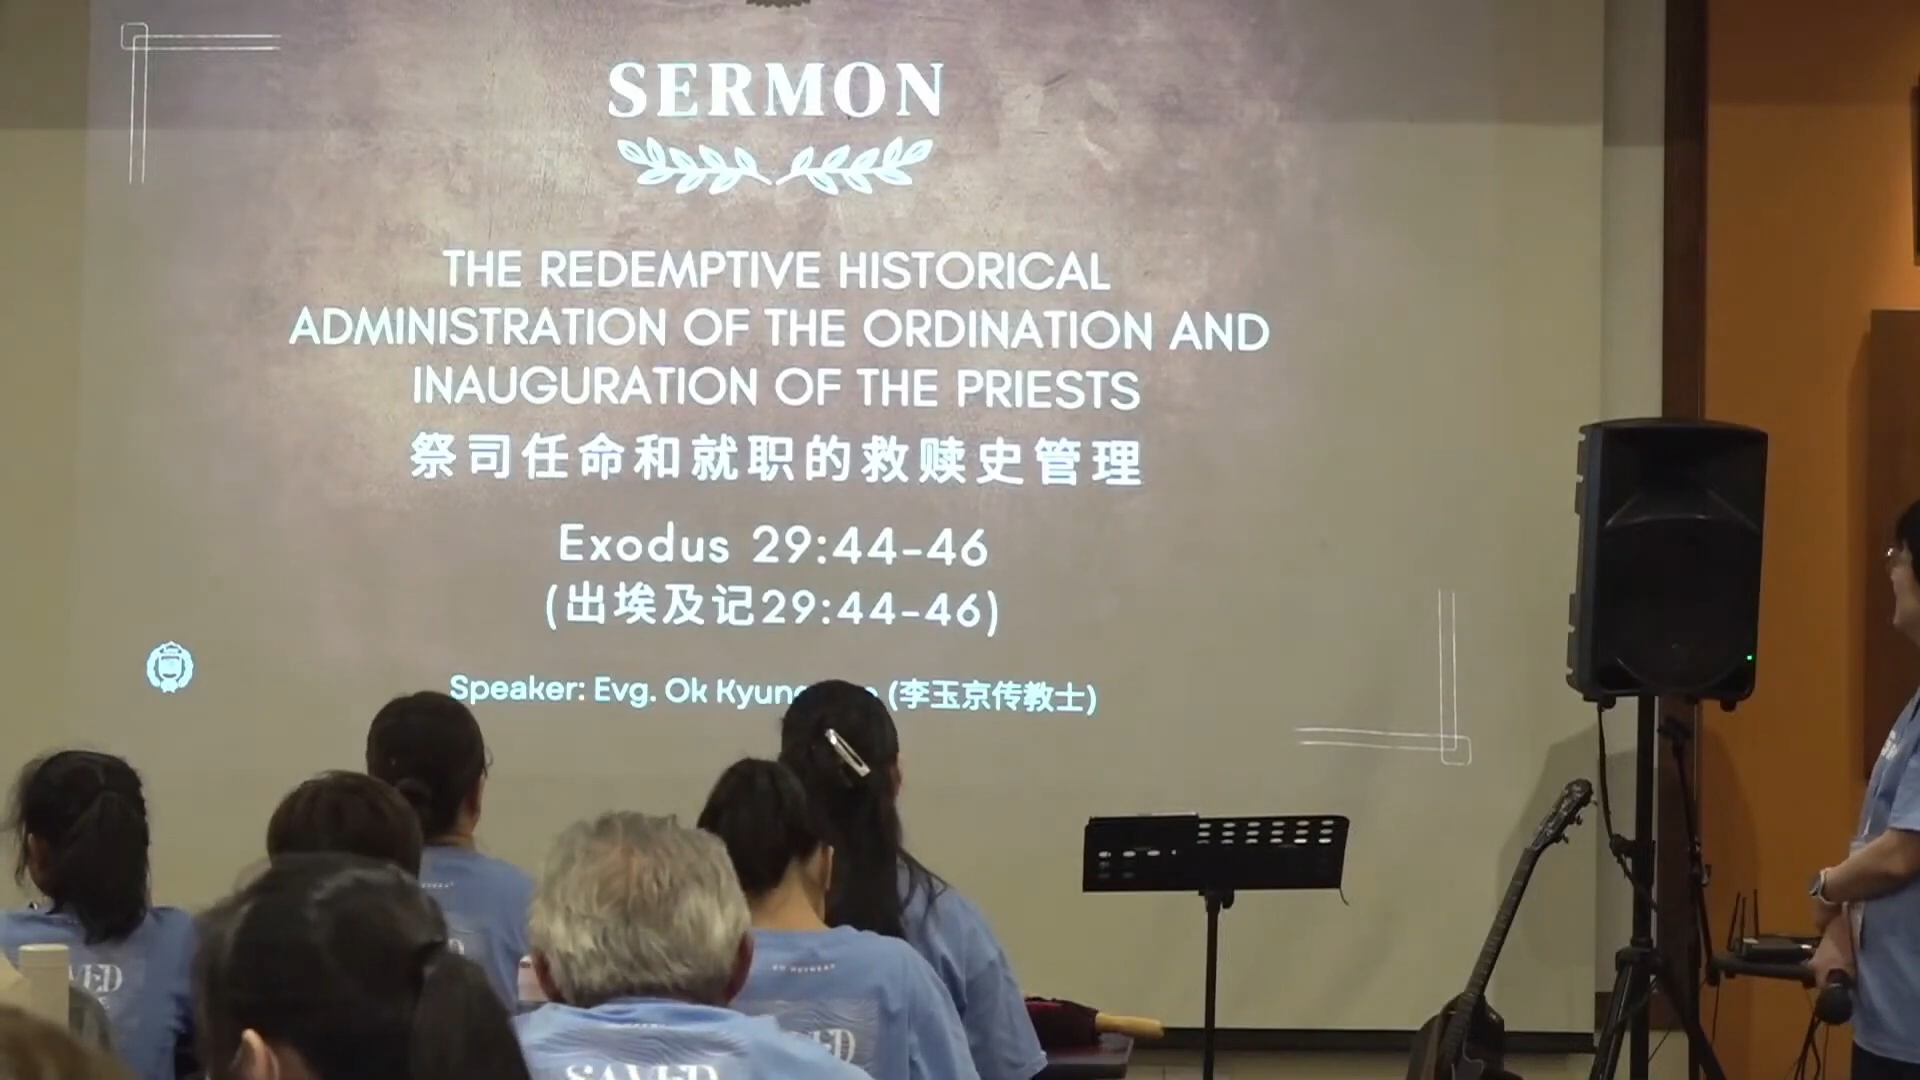 SERMON
THE REDEMPTIVE HISTORICAL
ADMINISTRATION OF THE ORDINATION AND
INAUGURATION OF THE PRIESTS
祭司任命和就职的救赎史管理
Exodus 29:44-46
(出埃及记29:44-46)
Speaker: Evg. Ok Kyung (李玉京传教士)
SAVED